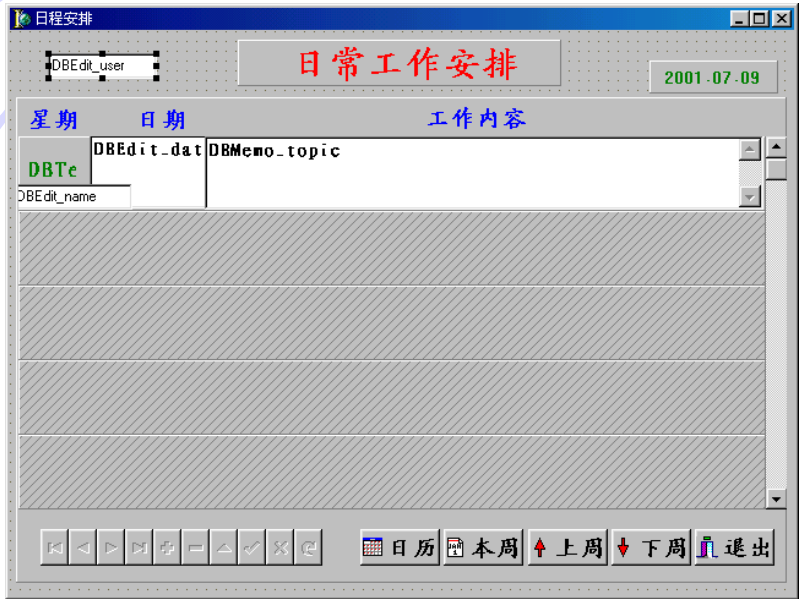 日程安排
DBEdit_user
日常工作安排
2001-07-09
星期 日期 工作内容
DBTe DBEdit_dat DBMemo_topic
DBEdit_name
日历 本周 上周 下周 退出